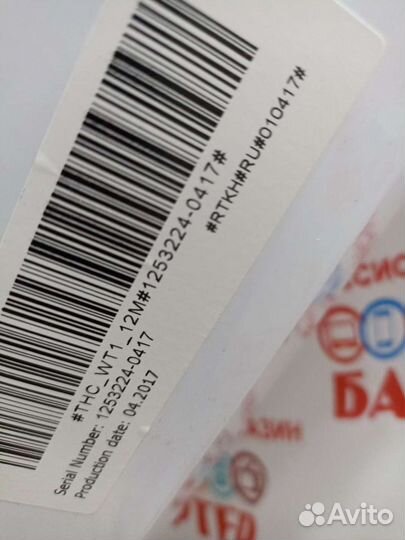 #THC_WT1_12M#1253224-0417#
#RTKH#RU#010417#
Serial Number: 1253224-0417
Production date: 04.2017
БА
Avito